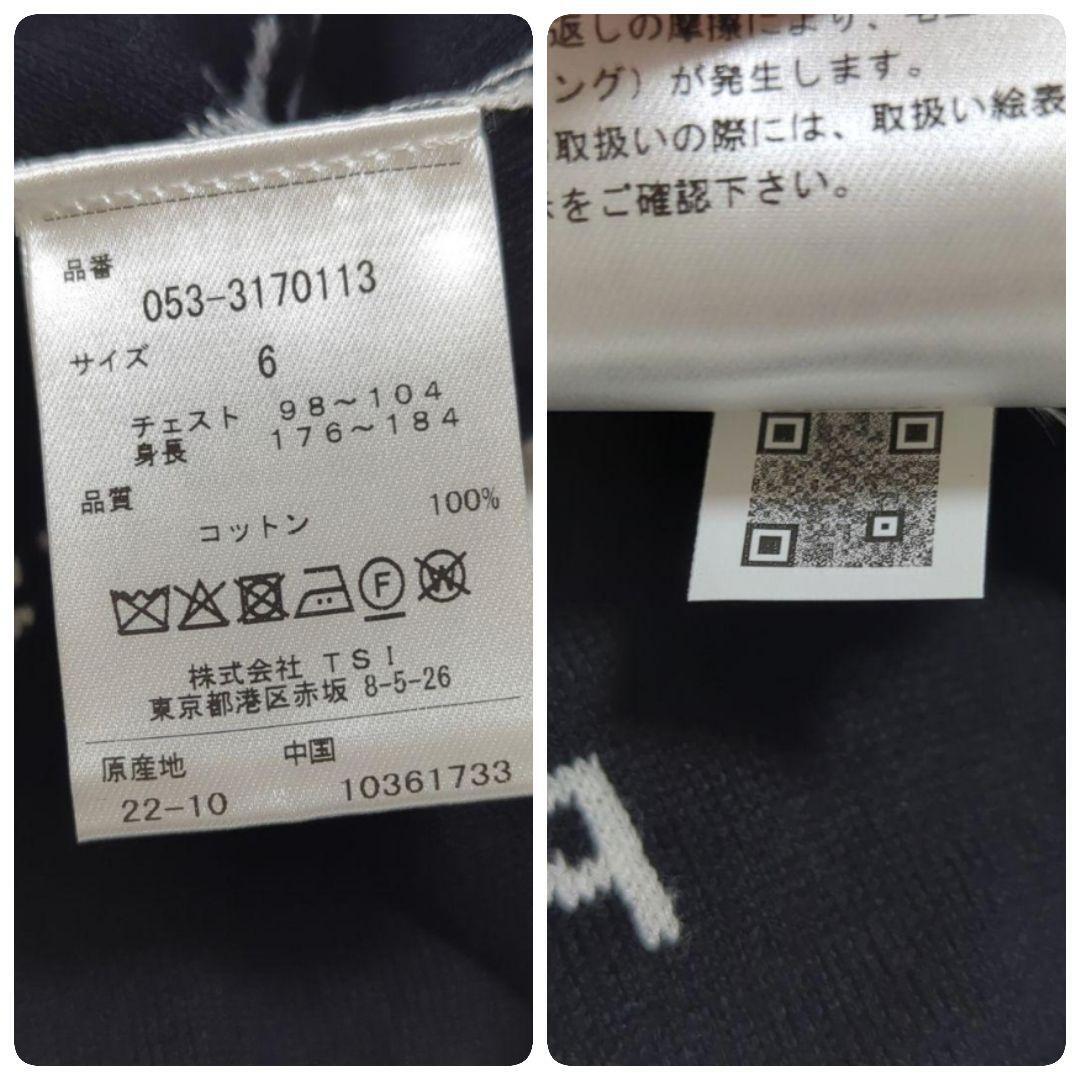 品番
053-3170113
サイズ 6
チェスト 98～104
身長 176～184
品質
コットン 100%
F
W
株式会社 TSI
東京都港区赤坂 8-5-26
原産地 中国
22-10 10361733
返しの摩擦により、
ング）が発生します。
取扱いの際には、取扱い絵表
をご確認下さい。
A